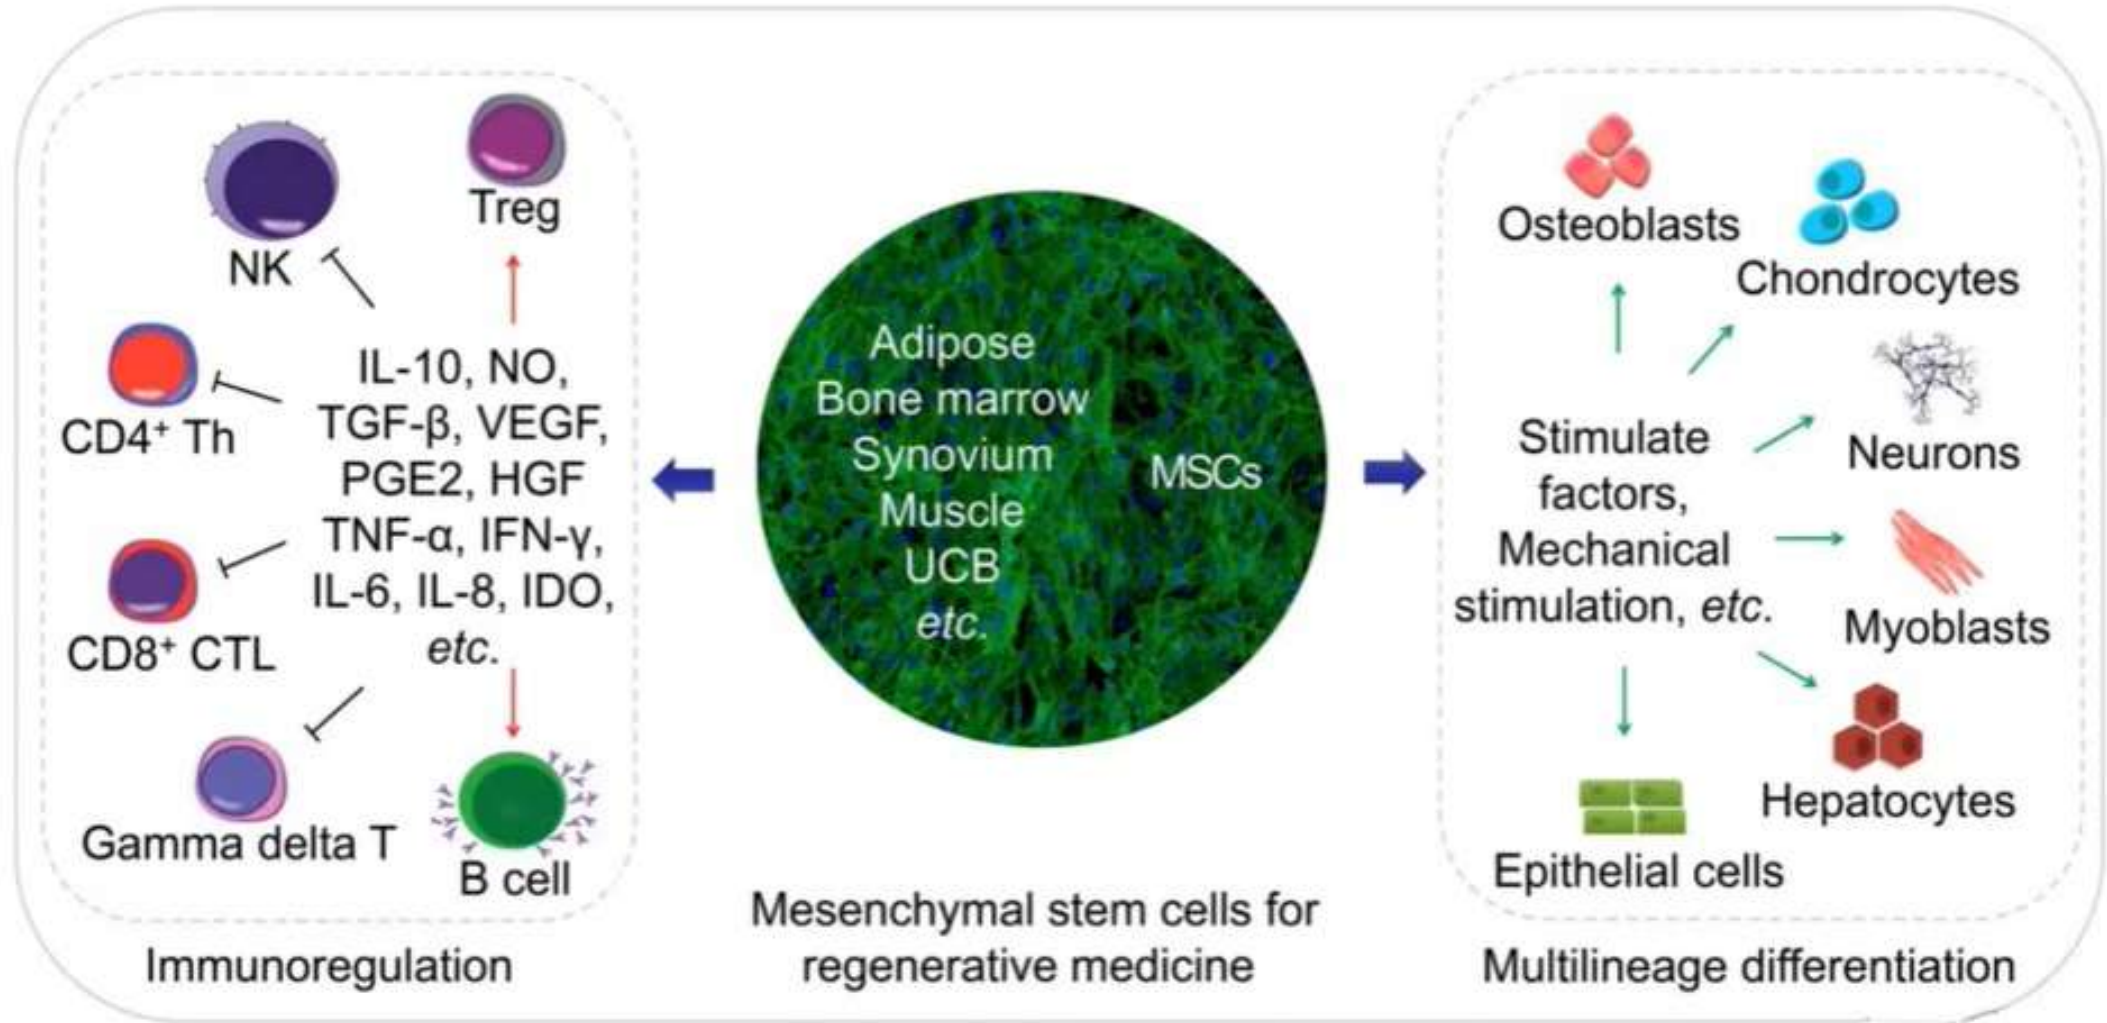 NK
Treg
CD4⁺ Th
CD8⁺ CTL
Gamma delta T
B cell
IL-10, NO,
TGF-β, VEGF,
PGE2, HGF
TNF-α, IFN-γ,
IL-6, IL-8, IDO,
etc.
Immunoregulation
Adipose
Bone marrow
Synovium
Muscle
UCB
etc.
MSCs
Mesenchymal stem cells for
regenerative medicine
Osteoblasts
Chondrocytes
Neurons
Myoblasts
Hepatocytes
Epithelial cells
Stimulate
factors,
Mechanical
stimulation, etc.
Multilineage differentiation